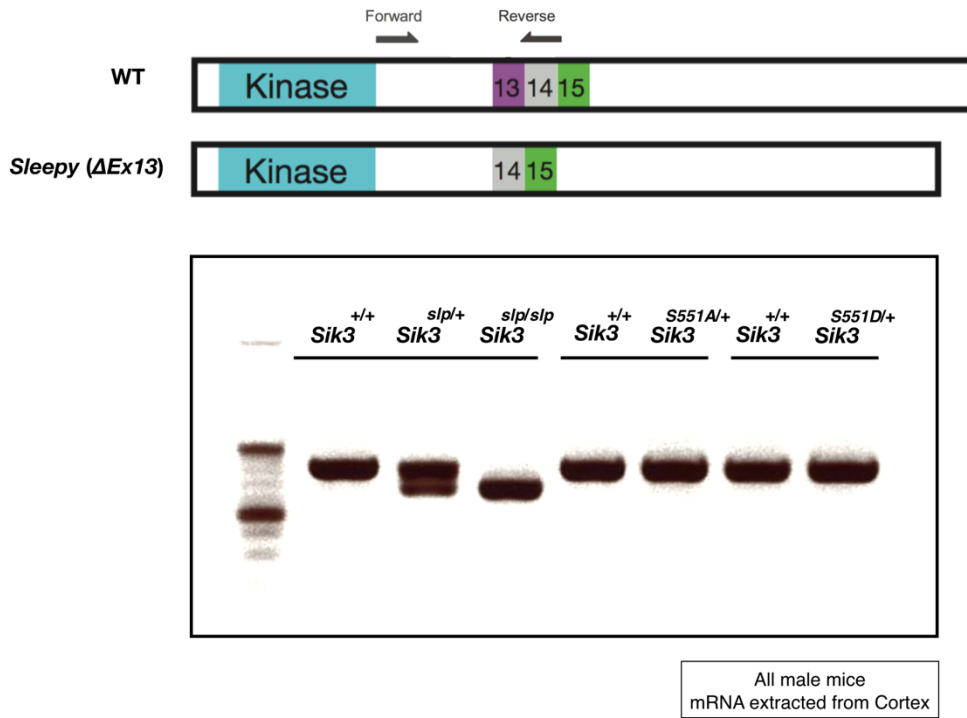 Forward Reverse
WT Kinase 13 14 15
Sleepy (ΔEx13) Kinase 14 15
Sik3+/+ Sik3slp/+ Sik3slp/slp Sik3+/+ Sik3S551A/+ Sik3+/+ Sik3S551D/+
All male mice
mRNA extracted from Cortex